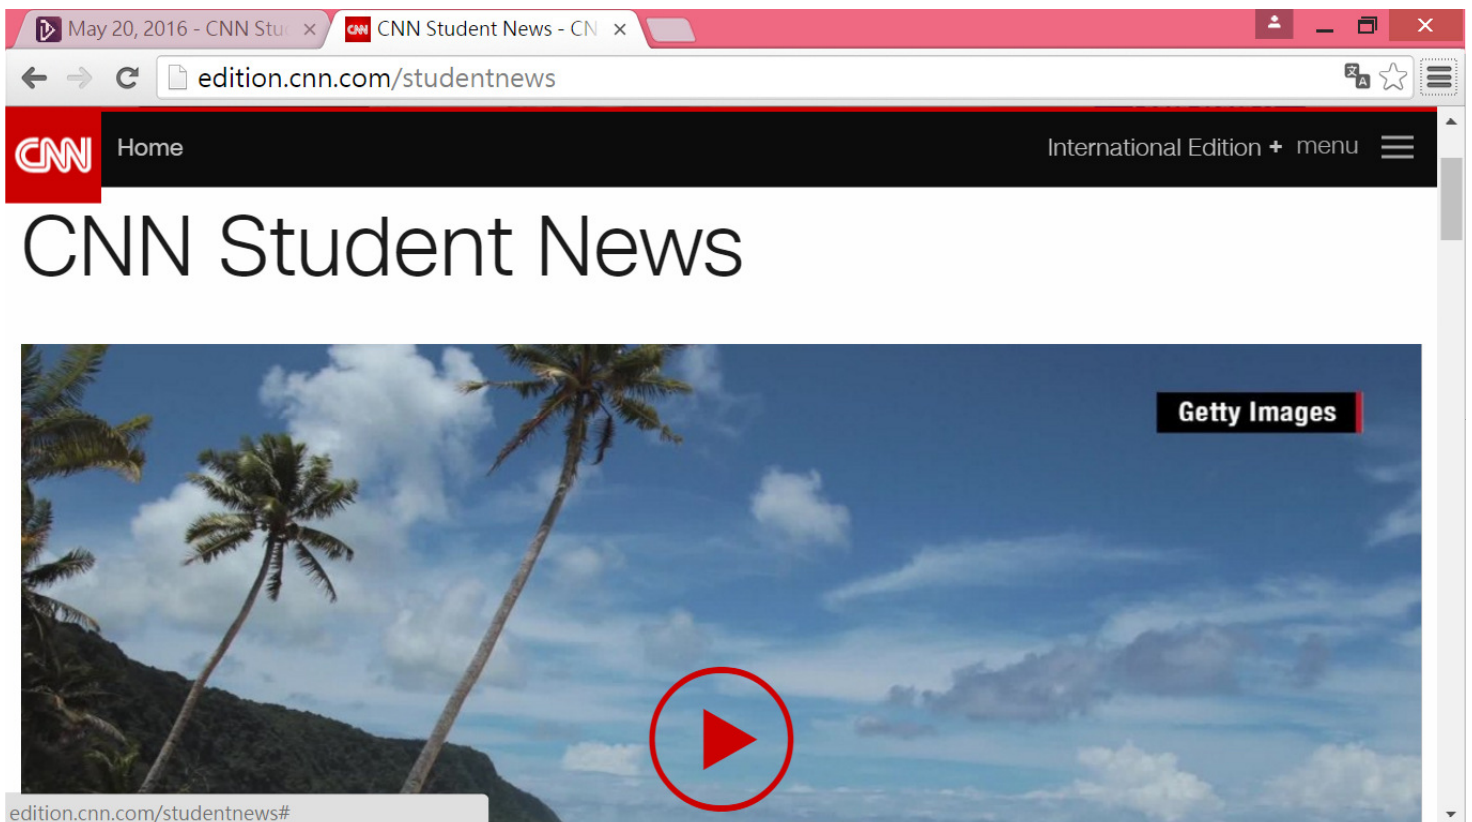 May 20, 2016 - CNN Stu
CNN Student News - CN
edition.cnn.com/studentnews
CNN
Home
International Edition + menu
CNN Student News
Getty Images
edition.cnn.com/studentnews#